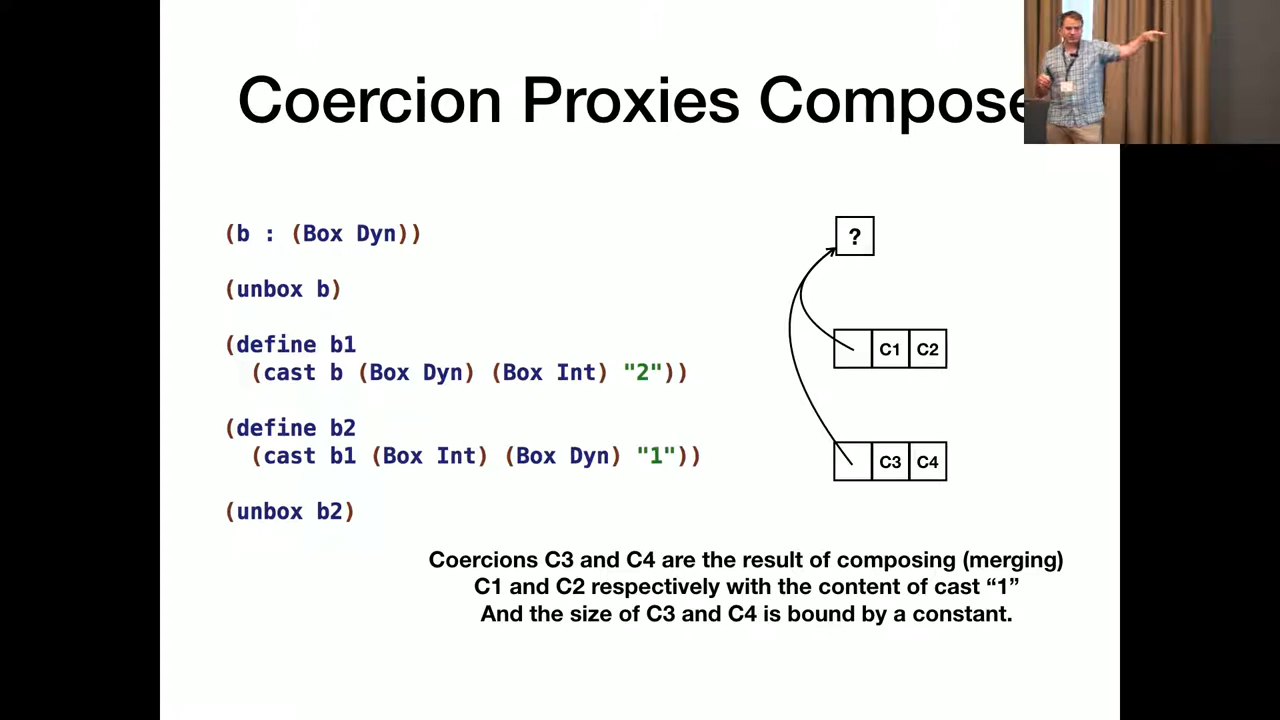 Coercion Proxies Compose
(b : (Box Dyn))
(unbox b)
(define b1
(cast b (Box Dyn) (Box Int) "2"))
(define b2
(cast b1 (Box Int) (Box Dyn) "1"))
(unbox b2)
?
C1 C2
C3 C4
Coercions C3 and C4 are the result of composing (merging)
C1 and C2 respectively with the content of cast “1”
And the size of C3 and C4 is bound by a constant.